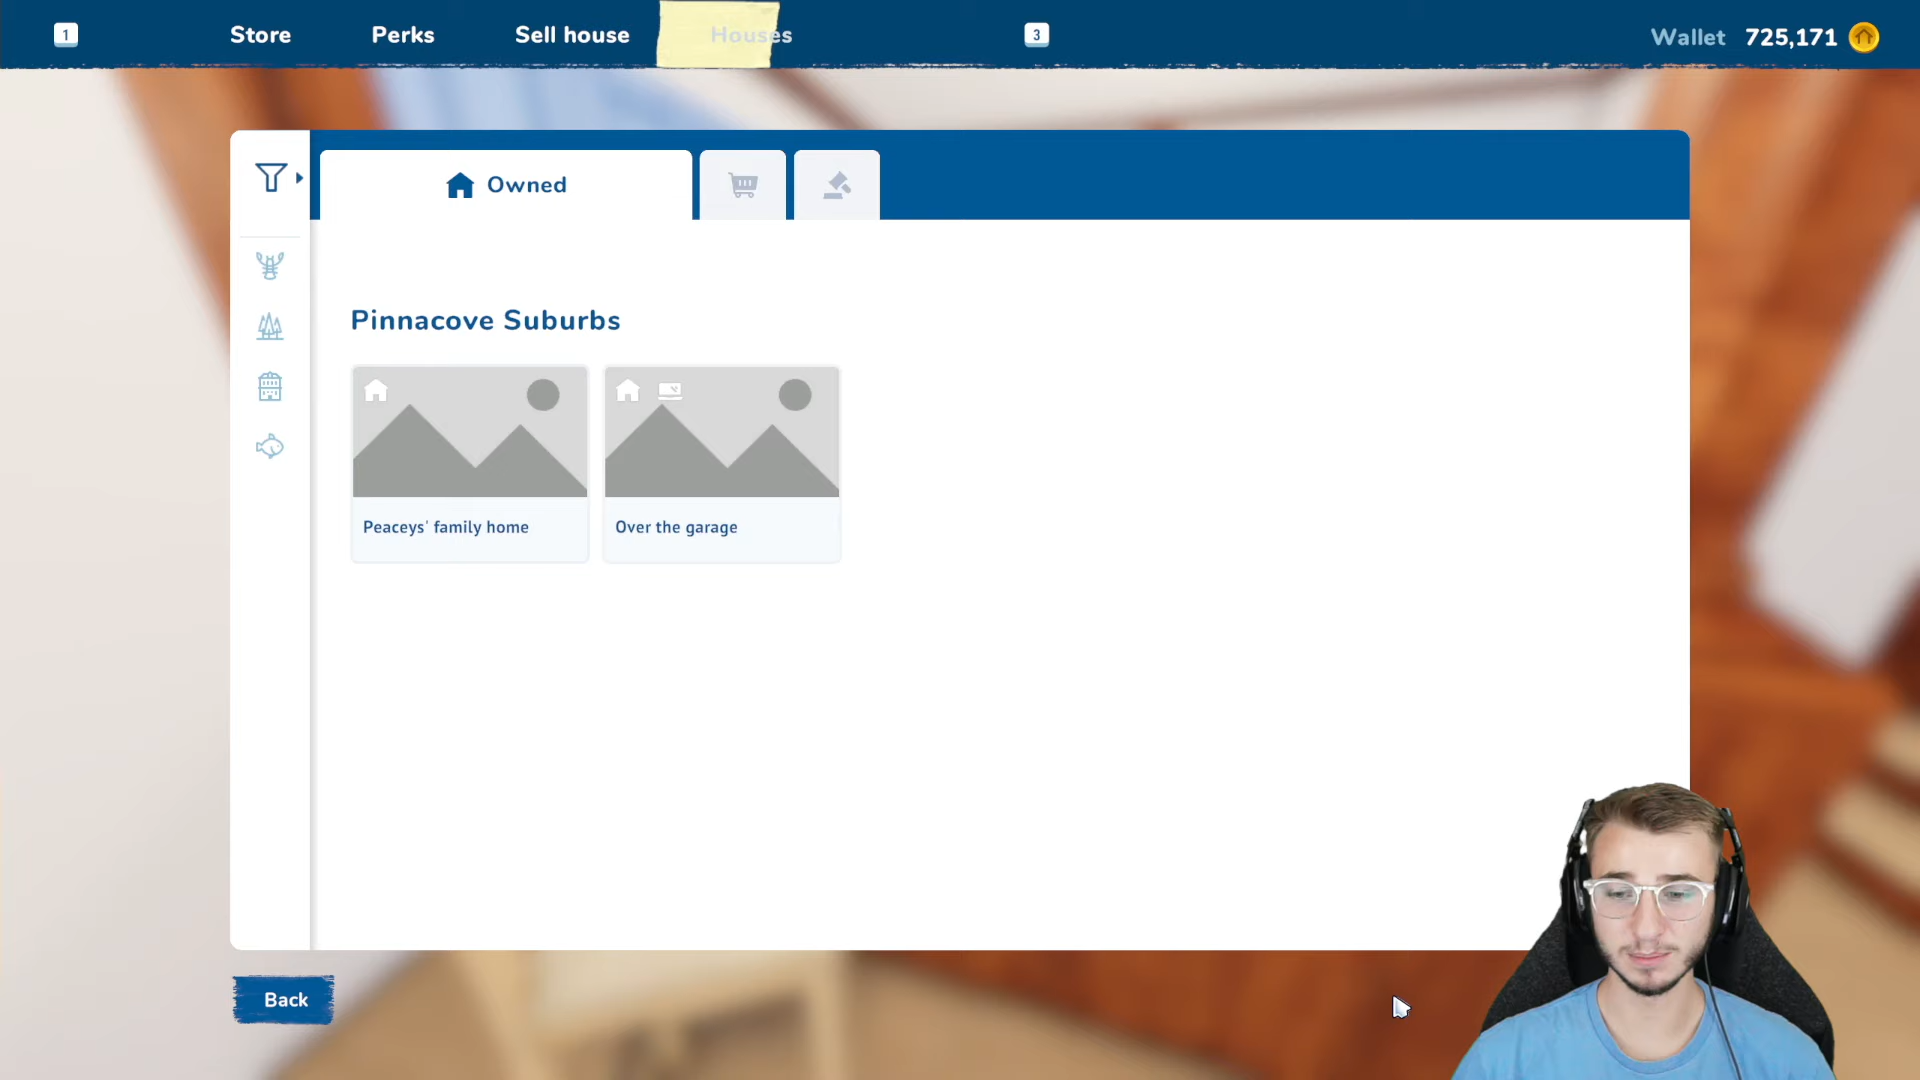 1 Store Perks Sell house Houses 3 Wallet 725,171
Owned
Pinnacove Suburbs
Peaceys' family home Over the garage
Back